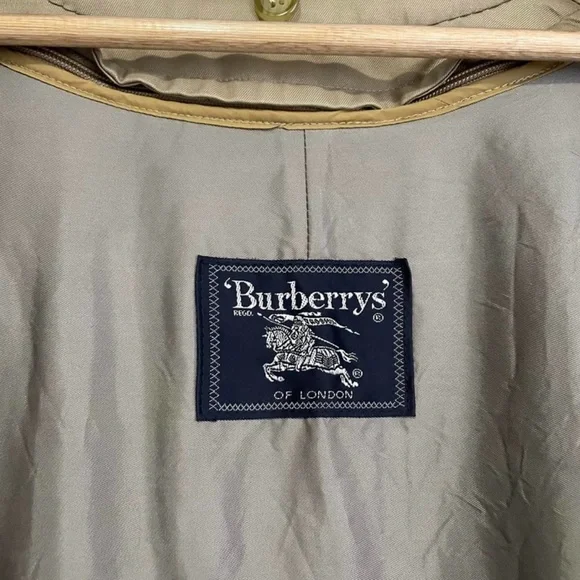 'Burberrys'
REGD. ®
®
OF LONDON